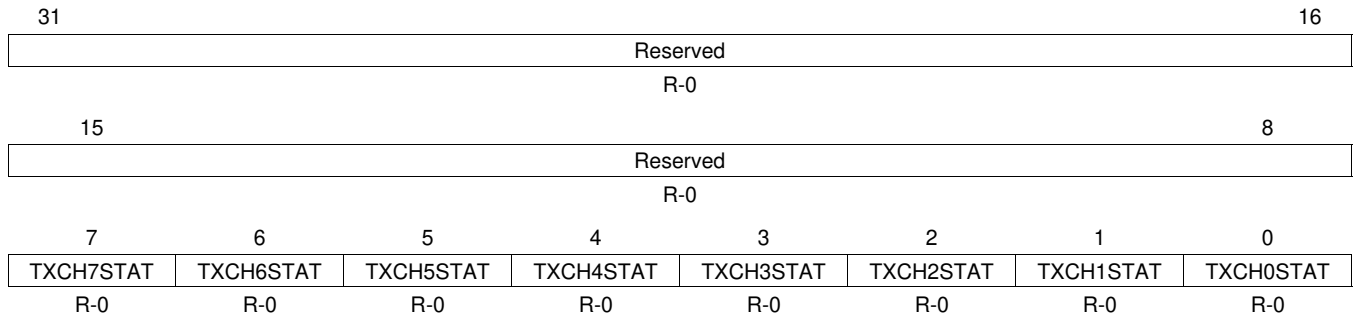 31 16
Reserved
R-0
15 8
Reserved
R-0
7 6 5 4 3 2 1 0
TXCH7STAT TXCH6STAT TXCH5STAT TXCH4STAT TXCH3STAT TXCH2STAT TXCH1STAT TXCH0STAT
R-0 R-0 R-0 R-0 R-0 R-0 R-0 R-0